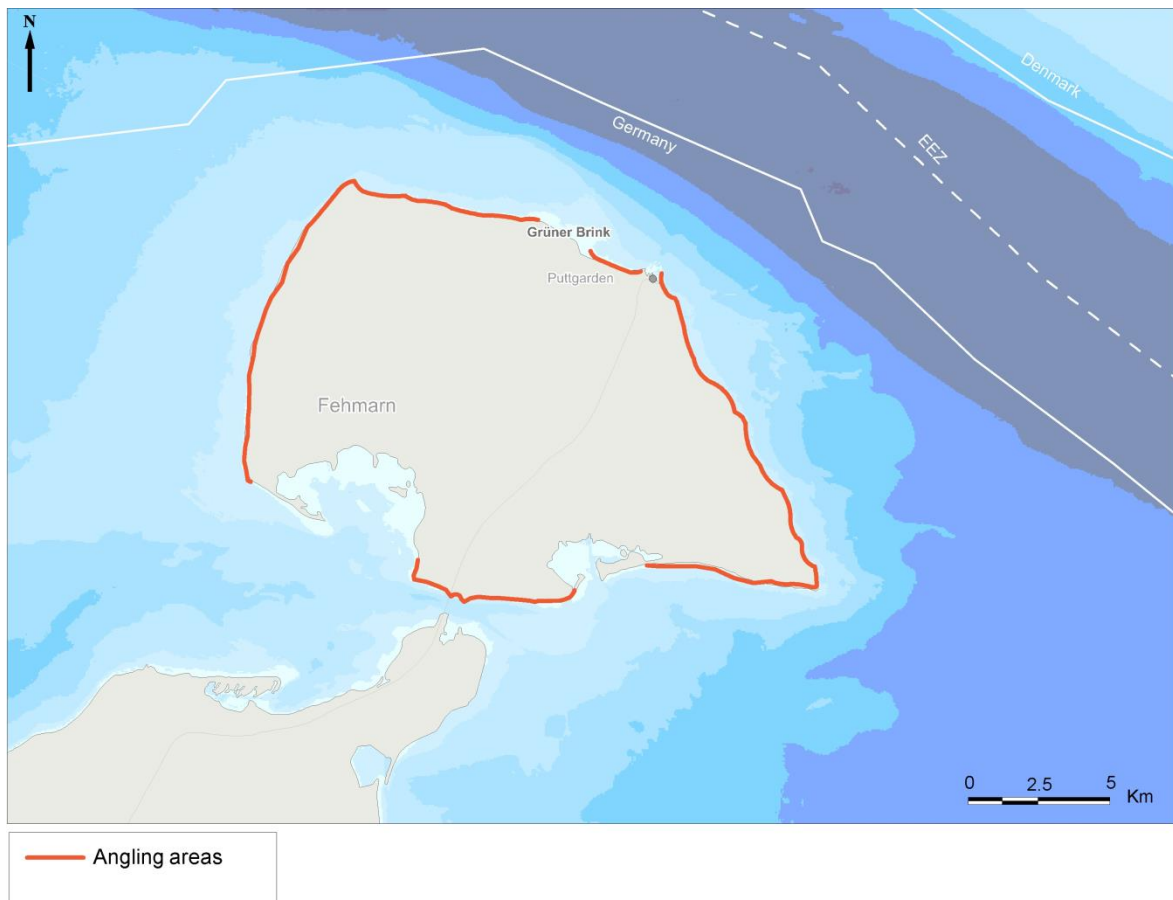 N
Denmark
Germany
EEZ
Grüner Brink
Puttgarden
Fehmarn
0 2.5 5
Km
Angling areas